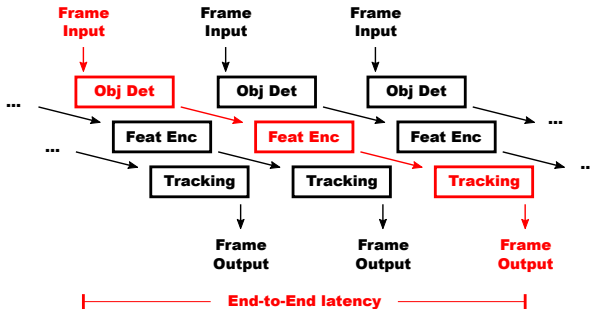 Frame Input
Frame Input
Frame Input
Obj Det
Obj Det
Obj Det
...
...
Feat Enc
Feat Enc
Feat Enc
...
Tracking
Tracking
Tracking
..
Frame Output
Frame Output
Frame Output
End-to-End latency